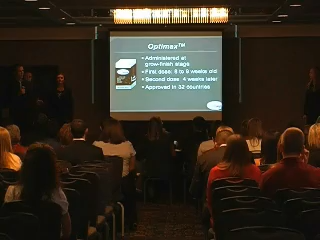 Optimax™
• Administered at
grow-finish stage
• First dose: 8 to 9 weeks old
• Second dose: 4 weeks later
• Approved in 32 countries